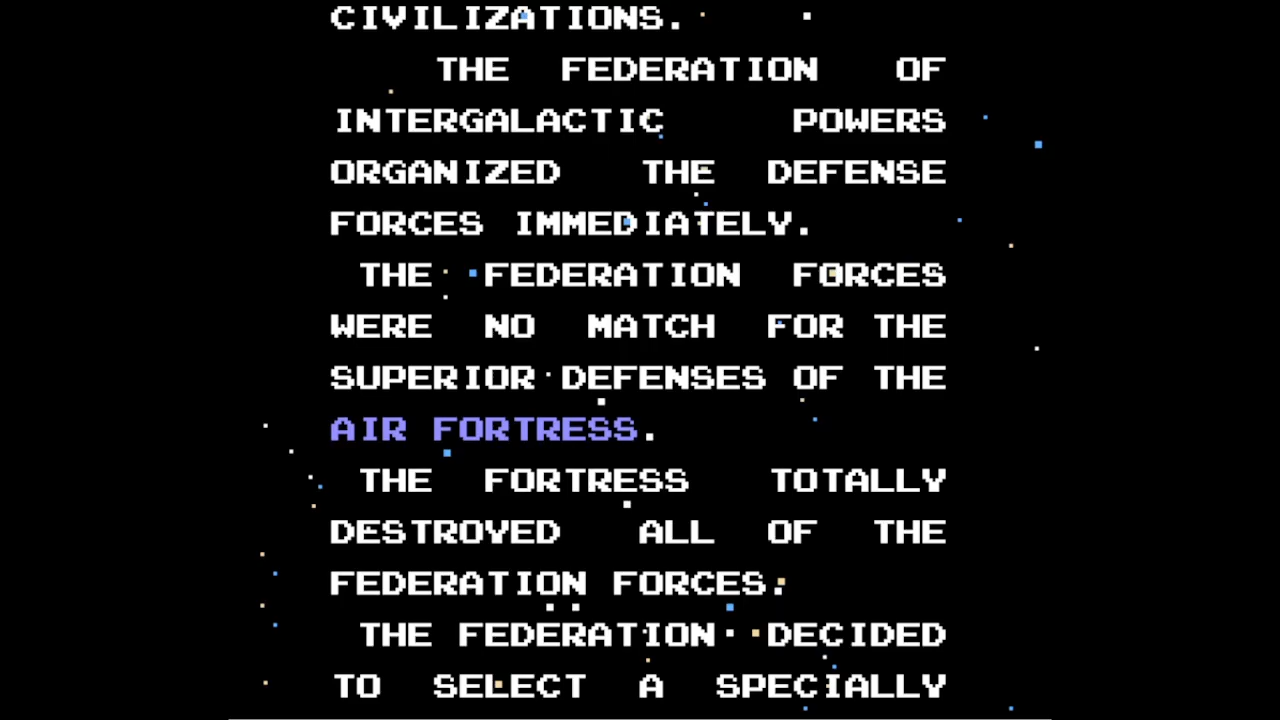 CIVILIZATIONS.
THE FEDERATION OF
INTERGALACTIC POWERS
ORGANIZED THE DEFENSE
FORCES IMMEDIATELY.
THE FEDERATION FORCES
WERE NO MATCH FOR THE
SUPERIOR DEFENSES OF THE
AIR FORTRESS.
THE FORTRESS TOTALLY
DESTROYED ALL OF THE
FEDERATION FORCES.
THE FEDERATION DECIDED
TO SELECT A SPECIALLY